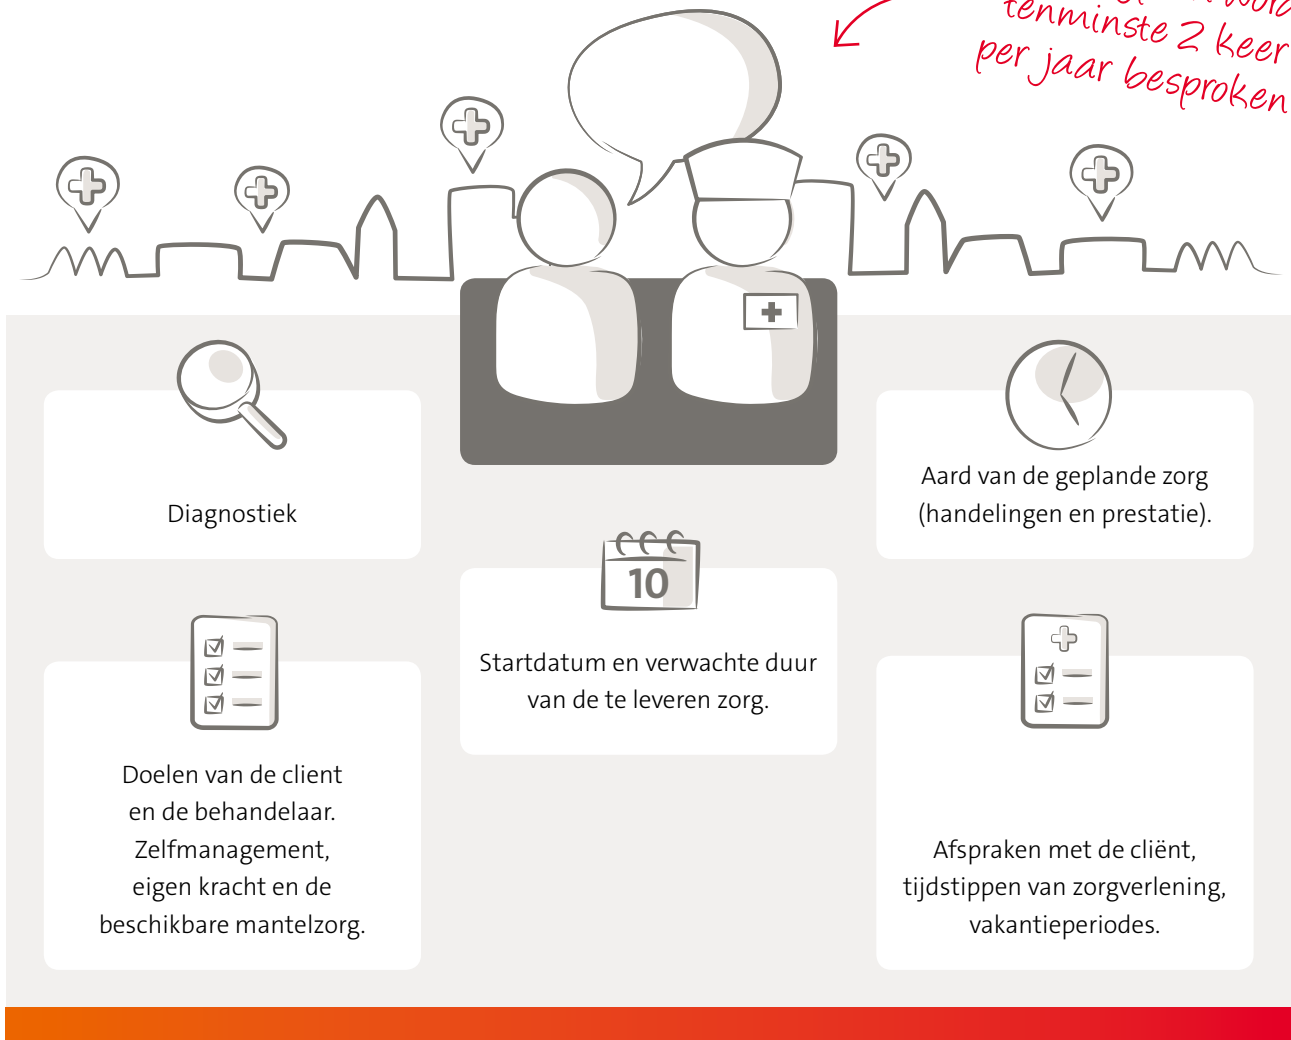 tenminste 2 keer
per jaar besproken
Diagnostiek
Aard van de geplande zorg
(handelingen en prestatie).
10
Startdatum en verwachte duur
van de te leveren zorg.
Doelen van de client
en de behandelaar.
Zelfmanagement,
eigen kracht en de
beschikbare mantelzorg.
Afspraken met de cliënt,
tijdstippen van zorgverlening,
vakantieperiodes.